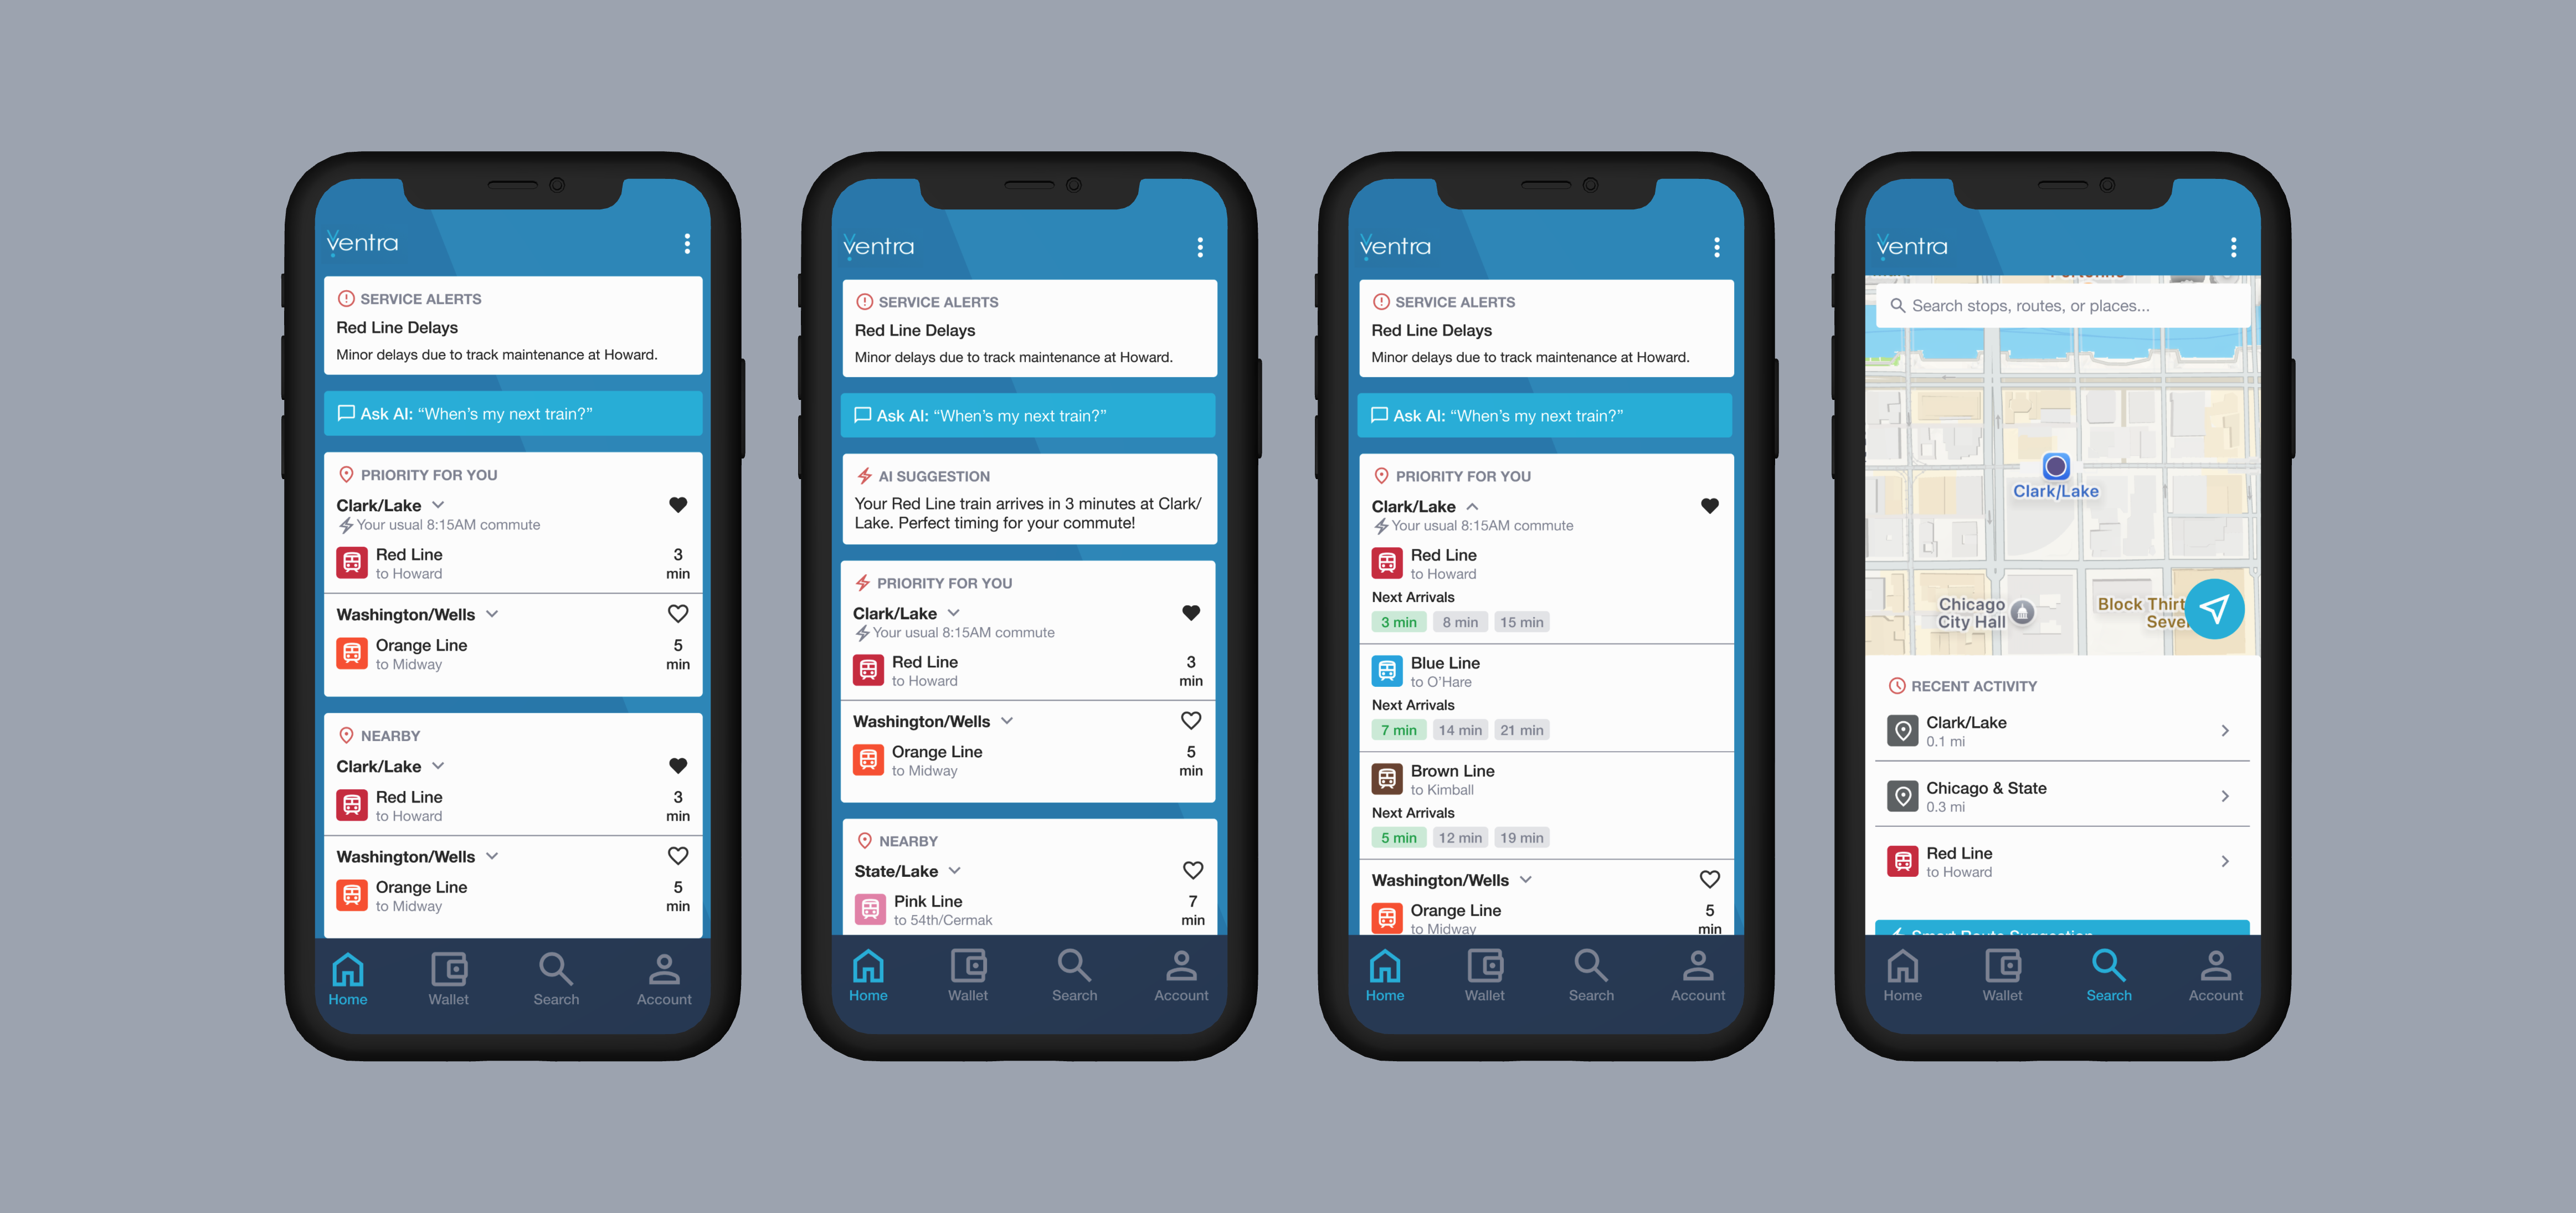 ventra
SERVICE ALERTS
Red Line Delays
Minor delays due to track maintenance at Howard.
Ask AI: “When’s my next train?”
PRIORITY FOR YOU
Clark/Lake
Your usual 8:15AM commute
Red Line
to Howard
3
min
Washington/Wells
Orange Line
to Midway
5
min
NEARBY
Clark/Lake
Red Line
to Howard
3
min
Washington/Wells
Orange Line
to Midway
5
min
Home
Wallet
Search
Account
ventra
SERVICE ALERTS
Red Line Delays
Minor delays due to track maintenance at Howard.
Ask AI: “When’s my next train?”
AI SUGGESTION
Your Red Line train arrives in 3 minutes at Clark/
Lake. Perfect timing for your commute!
PRIORITY FOR YOU
Clark/Lake
Your usual 8:15AM commute
Red Line
to Howard
3
min
Washington/Wells
Orange Line
to Midway
5
min
NEARBY
State/Lake
Pink Line
to 54th/Cermak
7
min
Home
Wallet
Search
Account
ventra
SERVICE ALERTS
Red Line Delays
Minor delays due to track maintenance at Howard.
Ask AI: “When’s my next train?”
PRIORITY FOR YOU
Clark/Lake
Your usual 8:15AM commute
Red Line
to Howard
Next Arrivals
3 min 8 min 15 min
Blue Line
to O’Hare
Next Arrivals
7 min 14 min 21 min
Brown Line
to Kimball
Next Arrivals
5 min 12 min 19 min
Washington/Wells
Orange Line
to Midway
5
min
Home
Wallet
Search
Account
ventra
Search stops, routes, or places...
Clark/Lake
Chicago
City Hall
Block Thirt
Seve
RECENT ACTIVITY
Clark/Lake
0.1 mi
Chicago & State
0.3 mi
Red Line
to Howard
Smart Route Suggestion
Home
Wallet
Search
Account